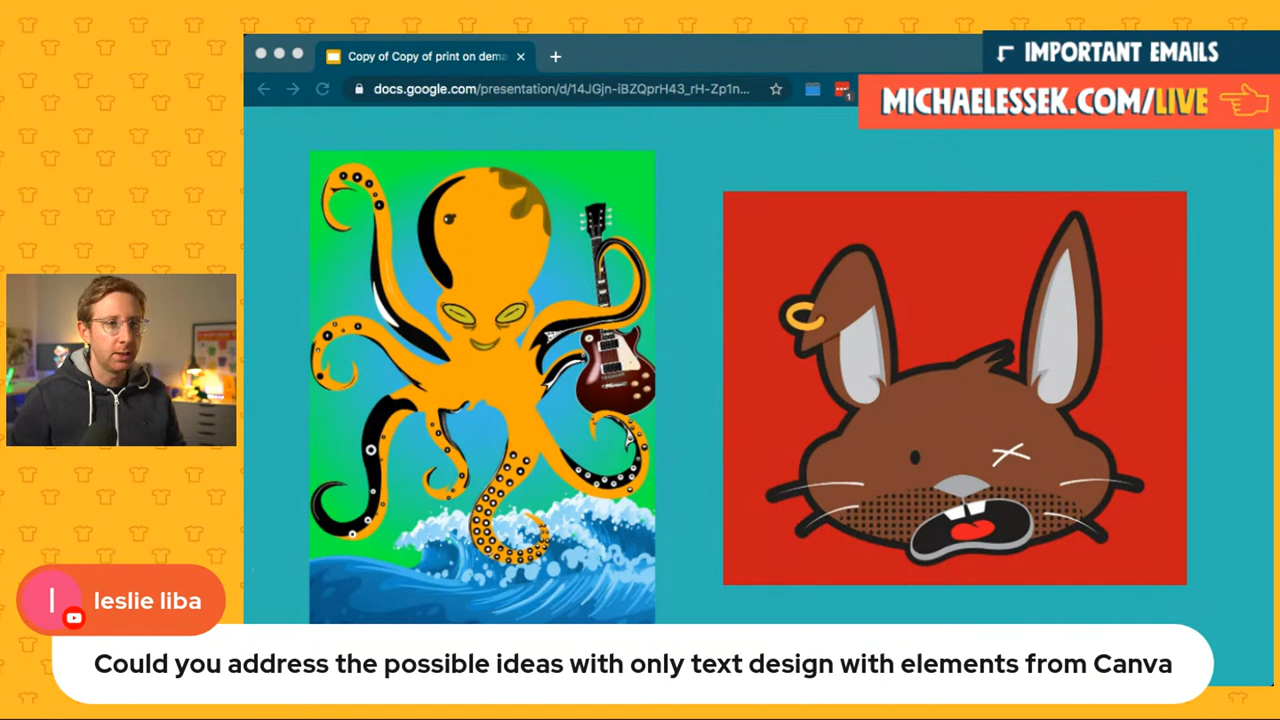 IMPORTANT EMAILS
Copy of Copy of print on dema
docs.google.com/presentation/d/14JGjn-iBZQprH43_rH-Zp1n...
1
MICHAELESSEK.COM/LIVE
l
leslie liba
Could you address the possible ideas with only text design with elements from Canva